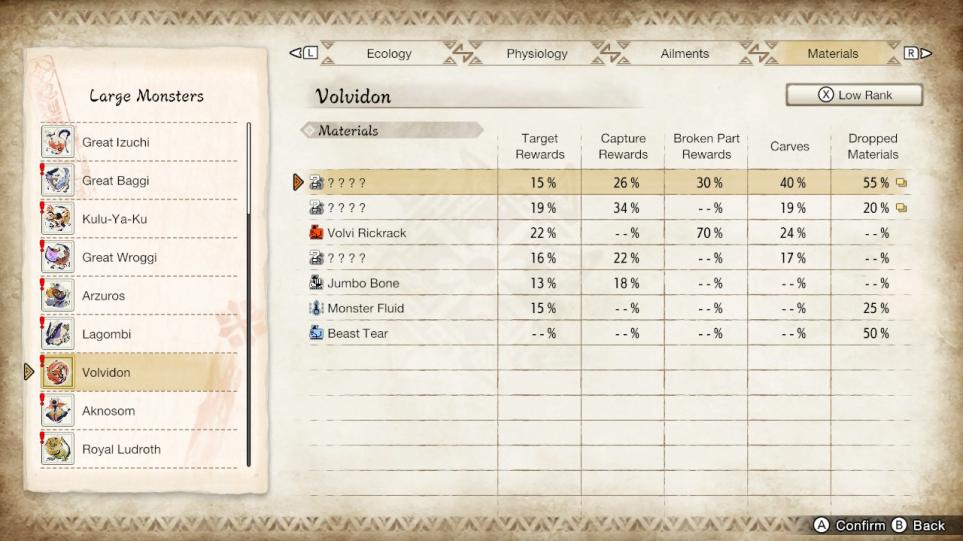 L Ecology Physiology Ailments Materials R
Large Monsters
Great Izuchi
Great Baggi
Kulu-Ya-Ku
Great Wroggi
Arzuros
Lagombi
Volvidon
Aknosom
Royal Ludroth
Volvidon
X Low Rank
Materials
Target Rewards Capture Rewards Broken Part Rewards Carves Dropped Materials
? ? ? ? 15 % 26 % 30 % 40 % 55 %
? ? ? ? 19 % 34 % - - % 19 % 20 %
Volvi Rickrack 22 % - - % 70 % 24 % - - %
? ? ? ? 16 % 22 % - - % 17 % - - %
Jumbo Bone 13 % 18 % - - % - - % - - %
Monster Fluid 15 % - - % - - % - - % 25 %
Beast Tear - - % - - % - - % - - % 50 %
A Confirm B Back